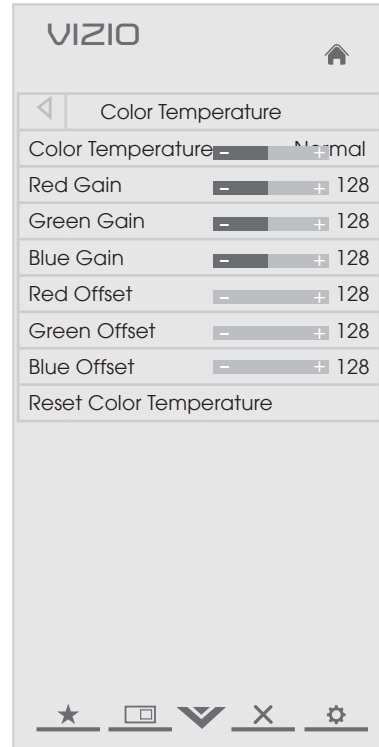 VIZIO
Color Temperature
Color Temperature Normal
Red Gain - + 128
Green Gain - + 128
Blue Gain - + 128
Red Offset - + 128
Green Offset - + 128
Blue Offset - + 128
Reset Color Temperature